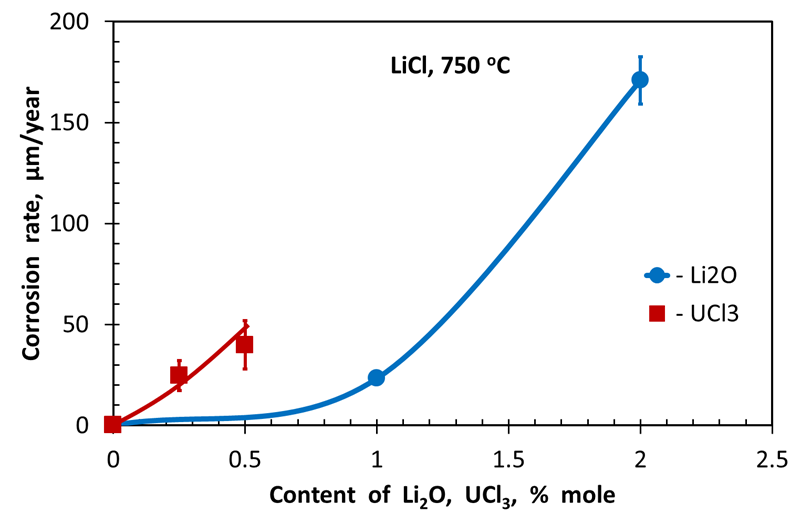 200
LiCl, 750 °C
150
100
50
0
Corrosion rate, µm/year
- Li2O
- UCl3
0 0.5 1 1.5 2 2.5
Content of Li₂O, UCl₃, % mole